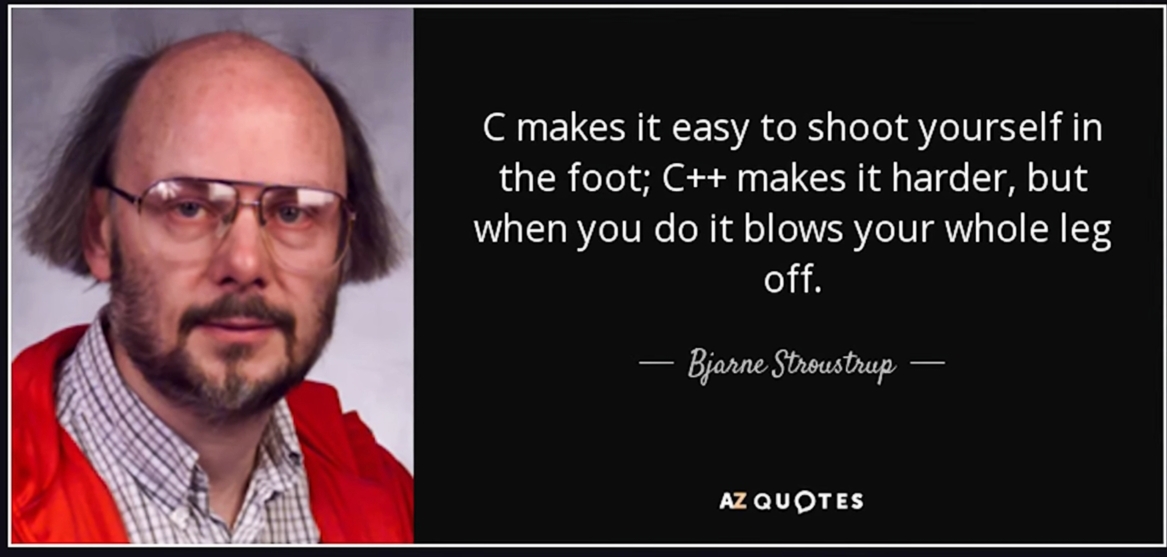 C makes it easy to shoot yourself in
the foot; C++ makes it harder, but
when you do it blows your whole leg
off.
Bjarne Stroustrup
AZ QUOTES